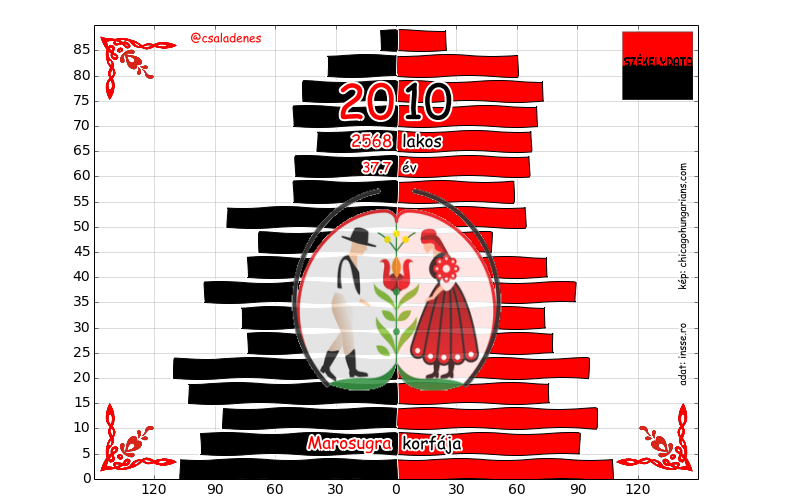 @csaladenes
SZÉKELYDATA
2010
2568 lakos
37.7 év
kép: chicagohungarians.com
adat: insse.ro
Marosugra korfája
85
80
75
70
65
60
55
50
45
40
35
30
25
20
15
10
5
0
120 90 60 30 0 30 60 90 120